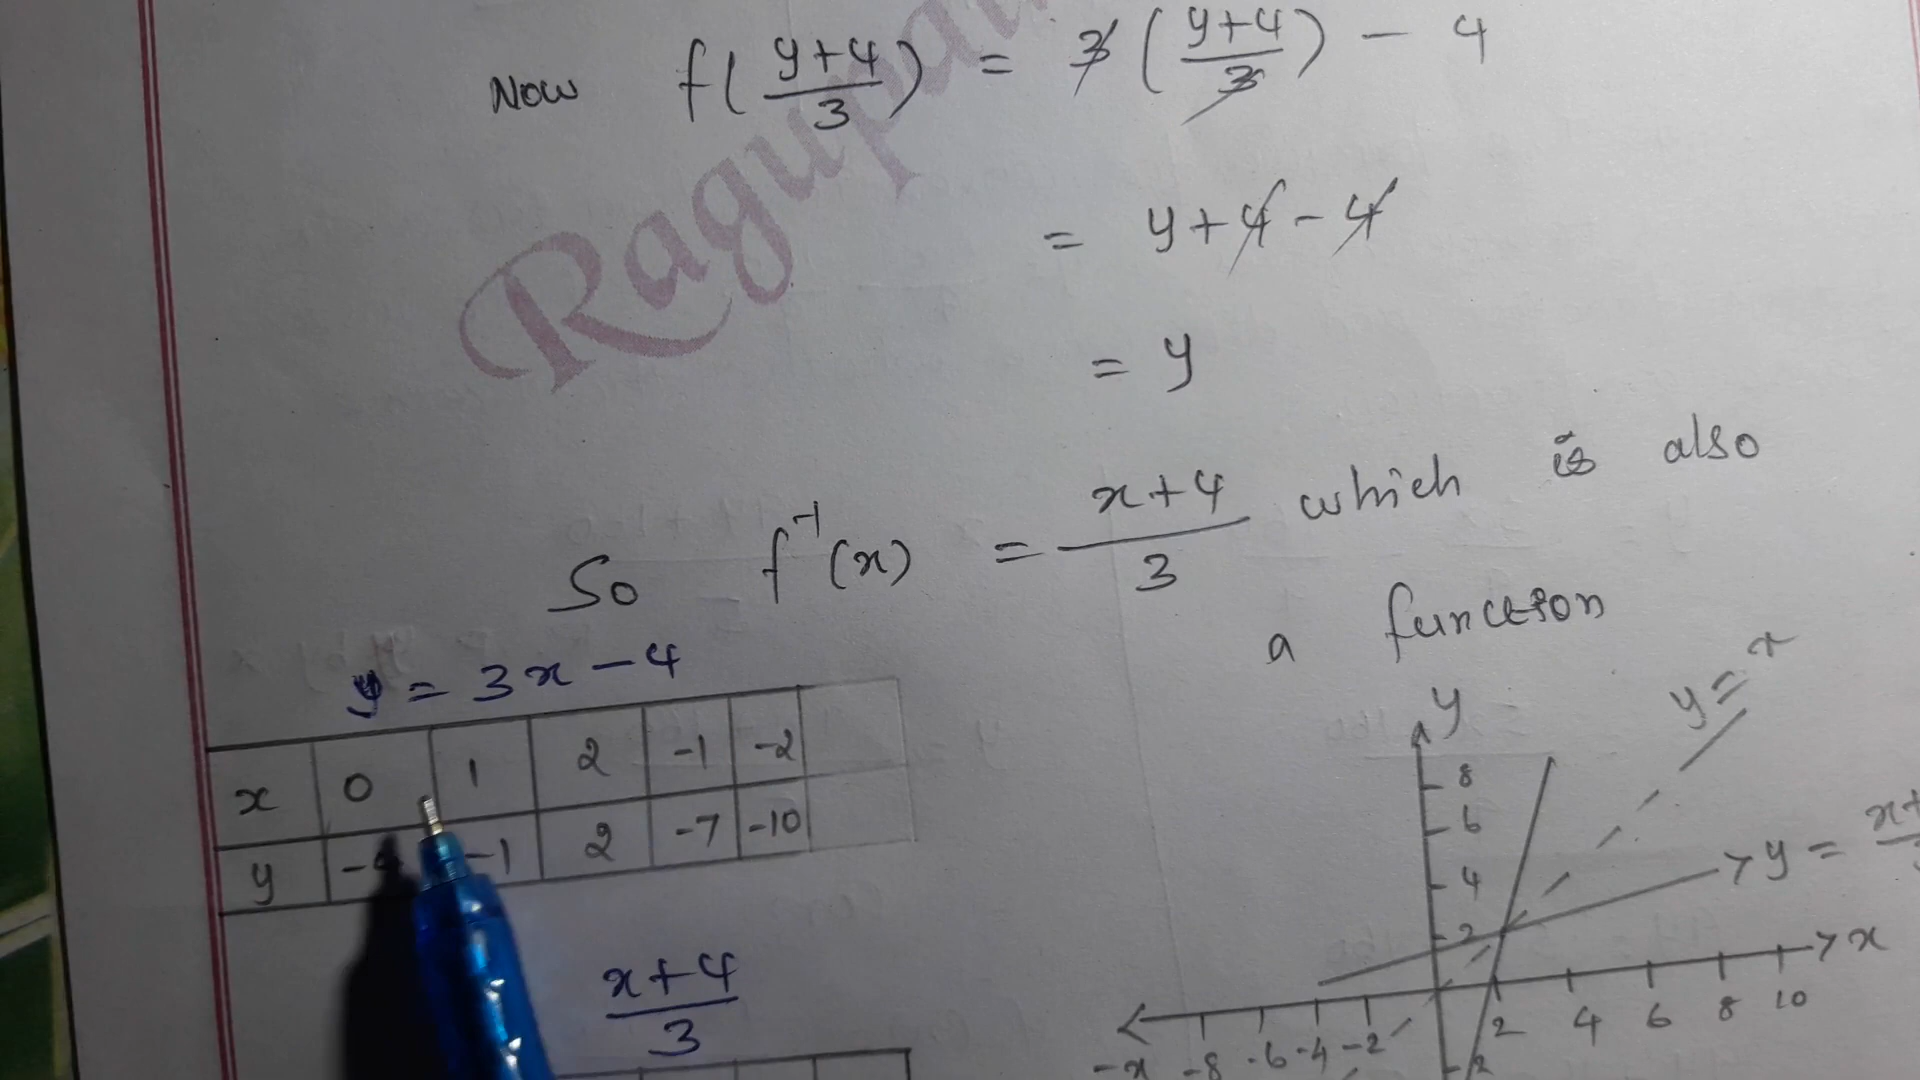 Now f(y+4/3) = 3(y+4/3) - 4
= y+4-4
= y
So f⁻¹(x) = x+4/3 which is also
a function
y = 3x-4
x 0 1 2 -1 -2
y -4 -1 2 -7 -10
x+4/3
y
y = x
8
6
4
2
y =
x
-x -8 -6 -4 -2 2 4 6 8 10
-2